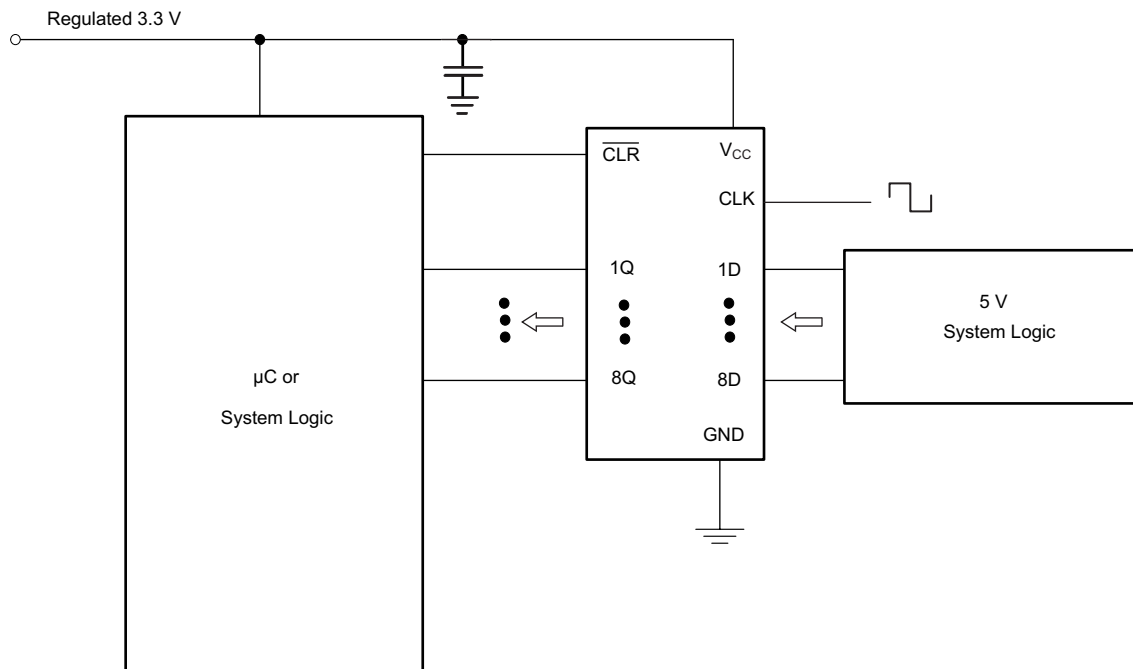 Regulated 3.3 V
CLR
VCC
CLK
1Q
1D
5 V
System Logic
µC or
System Logic
8Q
8D
GND